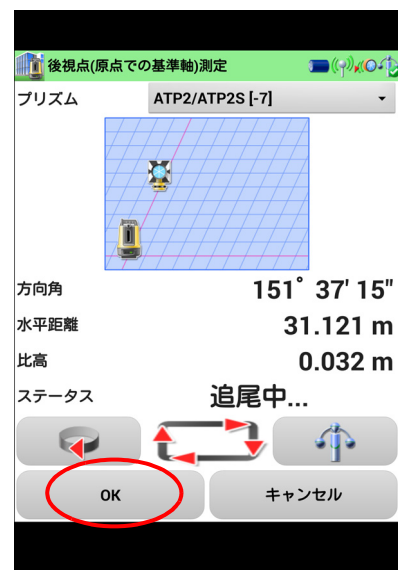 後視点(原点での基準軸)測定
プリズム ATP2/ATP2S [-7]
方向角 151° 37' 15"
水平距離 31.121 m
比高 0.032 m
ステータス 追尾中...
OK キャンセル